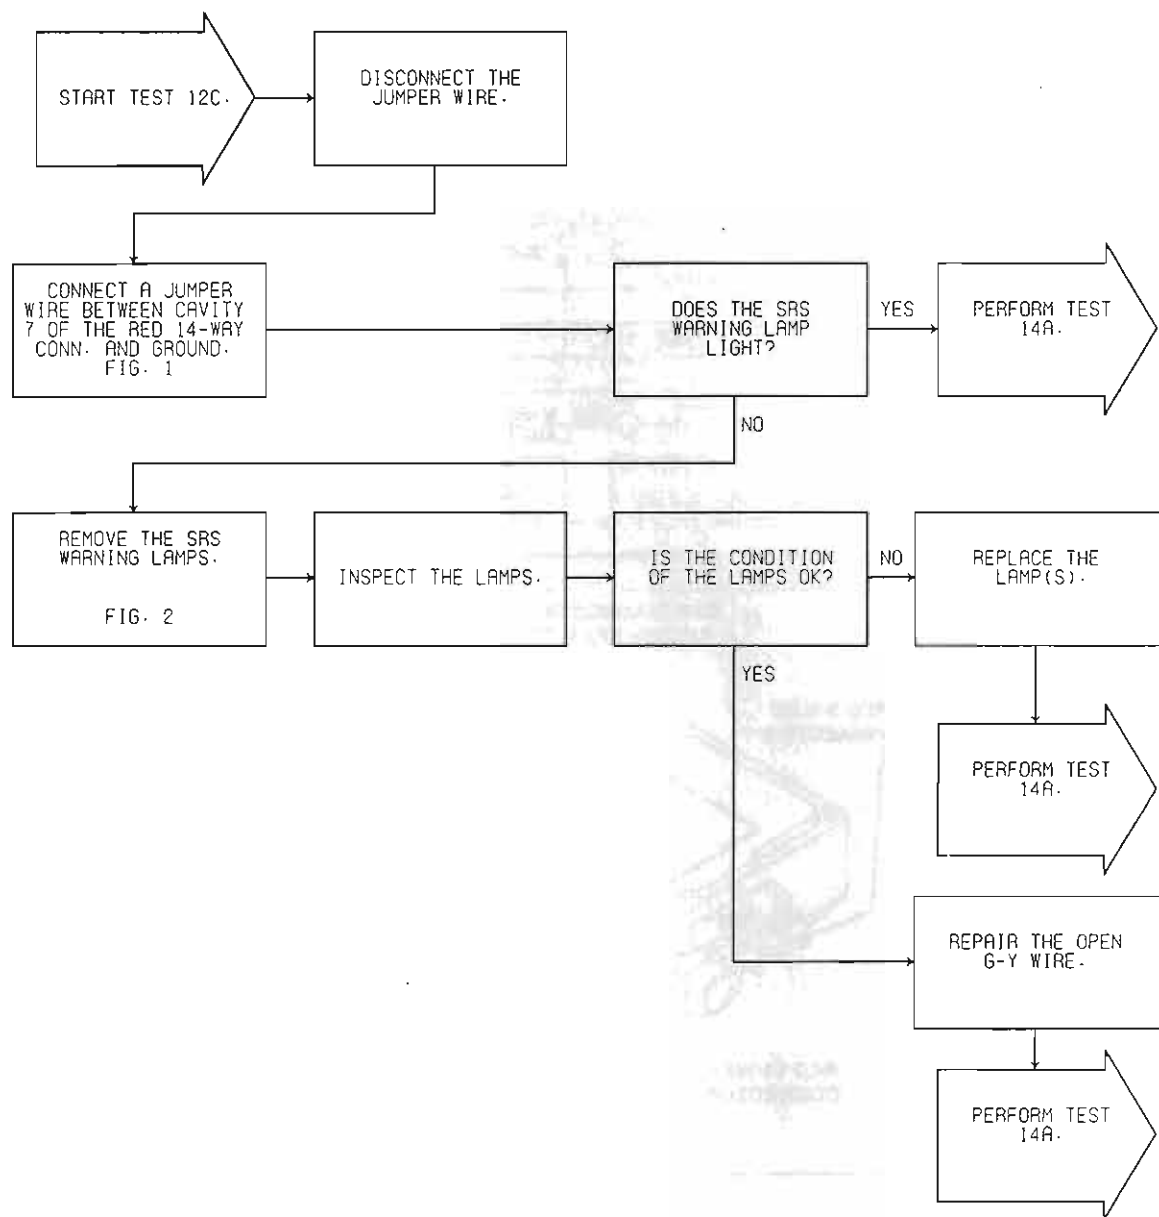 START TEST 12C.
DISCONNECT THE
JUMPER WIRE.
CONNECT A JUMPER
WIRE BETWEEN CAVITY
7 OF THE RED 14-WAY
CONN. AND GROUND.
FIG. 1
DOES THE SRS
WARNING LAMP
LIGHT?
YES
PERFORM TEST
14A.
NO
REMOVE THE SRS
WARNING LAMPS.
FIG. 2
INSPECT THE LAMPS.
IS THE CONDITION
OF THE LAMPS OK?
NO
REPLACE THE
LAMP(S).
YES
PERFORM TEST
14A.
REPAIR THE OPEN
G-Y WIRE.
PERFORM TEST
14A.